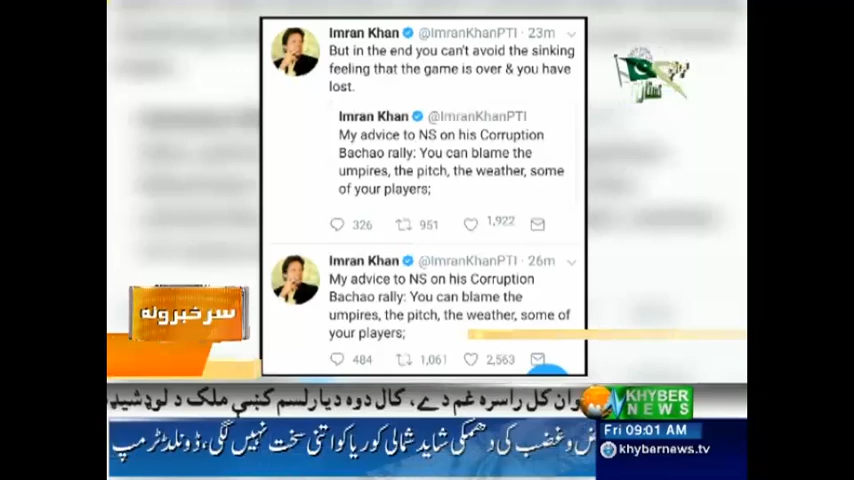 Imran Khan @ImranKhanPTI · 23m
But in the end you can't avoid the sinking
feeling that the game is over & you have
lost.
Imran Khan @ImranKhanPTI
My advice to NS on his Corruption
Bachao rally: You can blame the
umpires, the pitch, the weather, some
of your players;
326 951 1,922
Imran Khan @ImranKhanPTI · 26m
My advice to NS on his Corruption
Bachao rally: You can blame the
umpires, the pitch, the weather, some of
your players;
484 1,061 2,563
سرخبرونه
کل راسره غم دے، کال دوه دیارلسم کښې ملک د لوډشیډ
KHYBER
NEWS
و غضب کی دھمکی شاید شمالی کوریا کو اتنی سخت نہیں لگی، ڈونلڈ ٹرمپ
Fri 09:01 AM
khybernews.tv